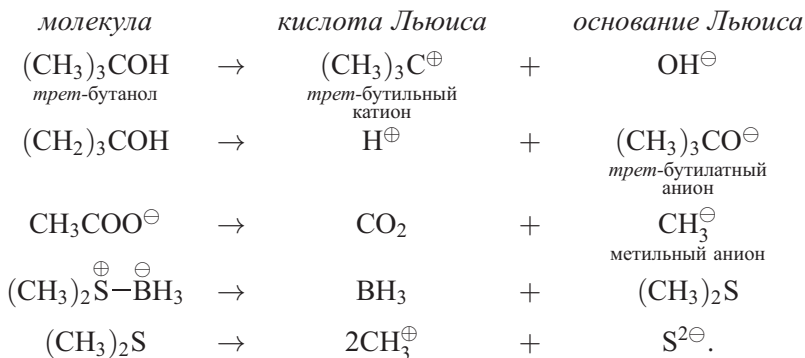 молекула кислота Льюиса основание Льюиса
(CH₃)₃COH → (CH₃)₃C⊕ + OH⊖
трет-бутанол трет-бутильный
катион
(CH₂)₃COH → H⊕ + (CH₃)₃CO⊖
трет-бутилатный
анион
CH₃COO⊖ → CO₂ + CH₃⊖
метильный анион
⊕ ⊖
(CH₃)₂S–BH₃ → BH₃ + (CH₃)₂S
(CH₃)₂S → 2CH₃⊕ + S²⊖.